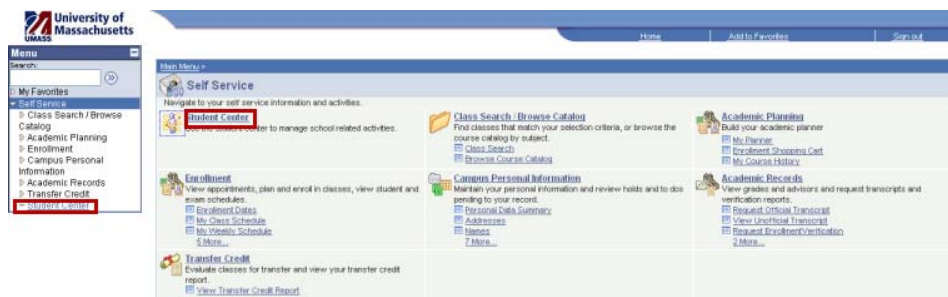 University of
Massachusetts
UMASS
Home
Add to Favorites
Sign out
Menu
Search:
My Favorites
Self Service
Class Search / Browse
Catalog
Academic Planning
Enrollment
Campus Personal
Information
Academic Records
Transfer Credit
Student Center
Main Menu >
Self Service
Navigate to your self service information and activities.
Student Center
Use the student center to manage school related activities.
Class Search / Browse Catalog
Find classes that match your selection criteria, or browse the
course catalog by subject.
Class Search
Browse Course Catalog
Academic Planning
Build your academic planner
My Planner
Enrollment Shopping Cart
My Course History
Enrollment
View appointments, plan and enroll in classes, view student and
exam schedules.
Enrollment Dates
My Class Schedule
My Weekly Schedule
5 More...
Campus Personal Information
Maintain your personal information and review holds and to dos
pending to your record.
Personal Data Summary
Addresses
Names
7 More...
Academic Records
View grades and advisors and request transcripts and
verification reports.
Request Official Transcript
View Unofficial Transcript
Request Enrollment Verification
2 More...
Transfer Credit
Evaluate classes for transfer and view your transfer credit
report.
View Transfer Credit Report